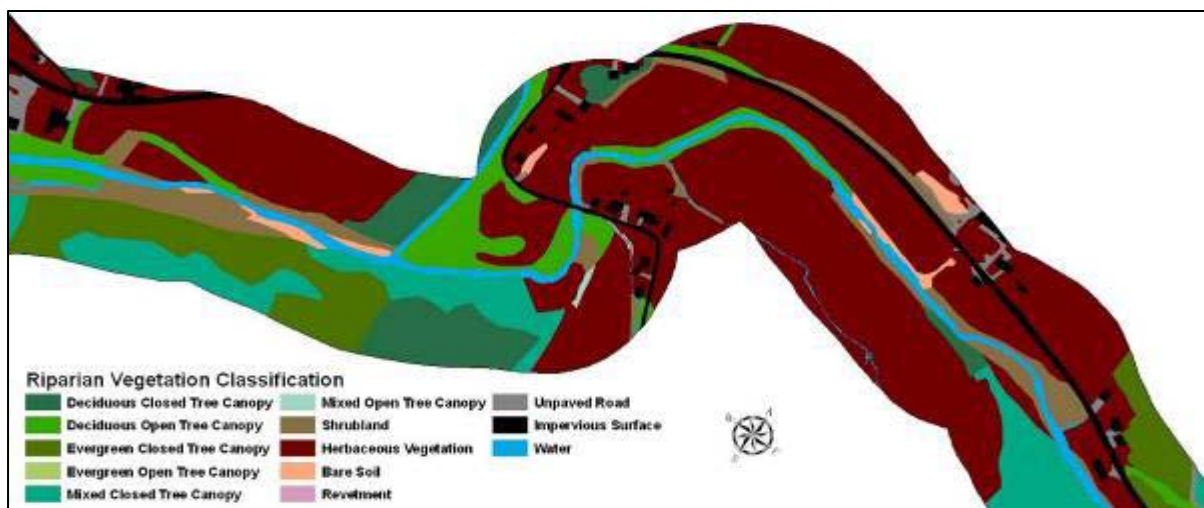 Riparian Vegetation Classification
Deciduous Closed Tree Canopy
Deciduous Open Tree Canopy
Evergreen Closed Tree Canopy
Evergreen Open Tree Canopy
Mixed Closed Tree Canopy
Mixed Open Tree Canopy
Shrubland
Herbaceous Vegetation
Bare Soil
Revetment
Unpaved Road
Impervious Surface
Water